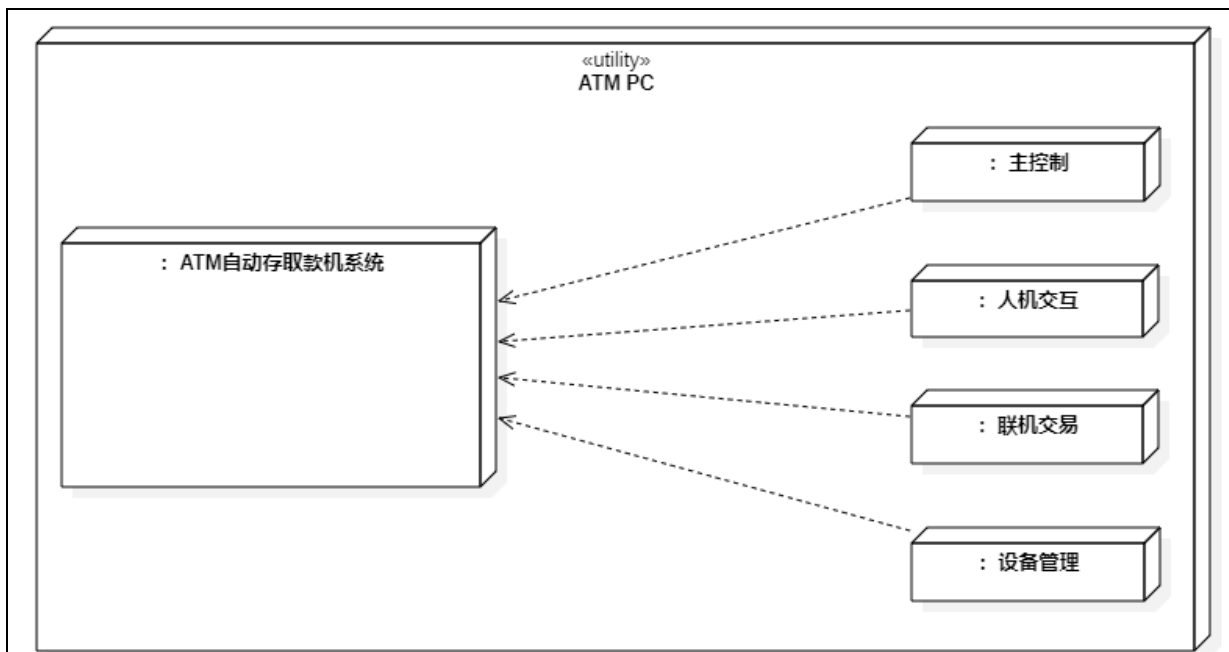 «utility»
ATM PC
: 主控制
: ATM自动存取款机系统
: 人机交互
: 联机交易
: 设备管理